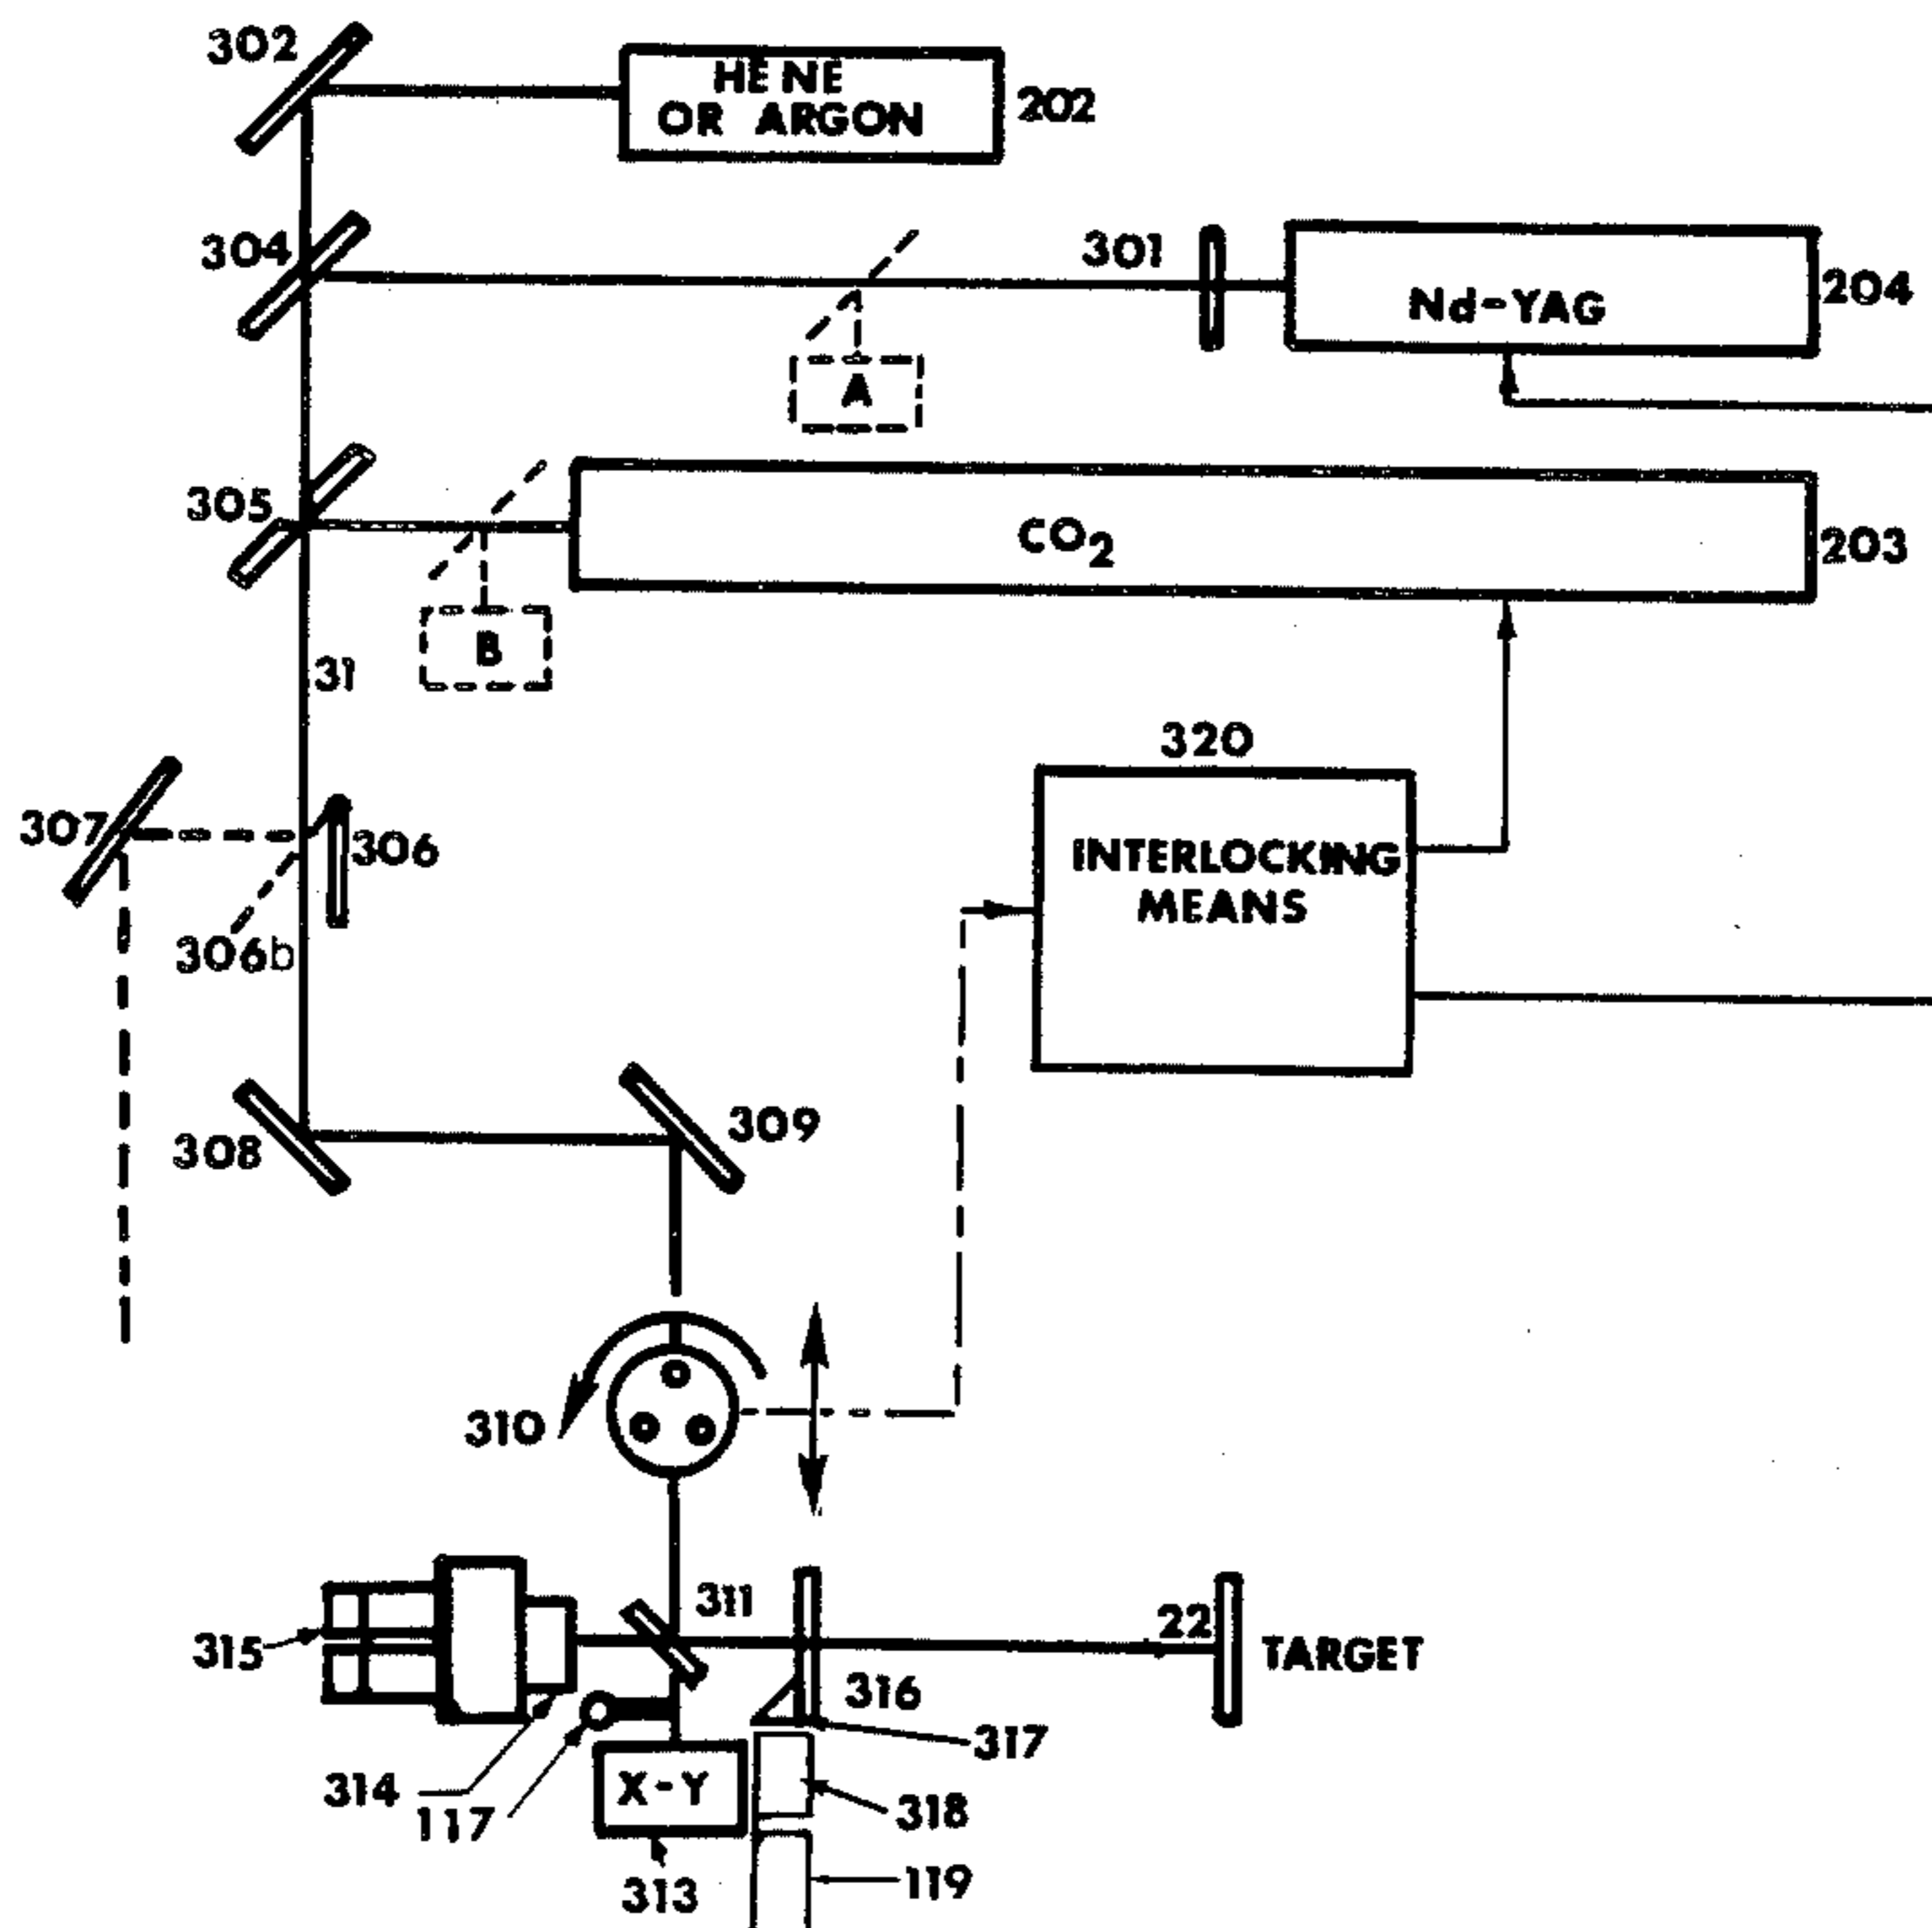 302
HE NE
OR ARGON
202
304
301
Nd-YAG
204
A
305
CO2
203
B
31
320
307
306
INTERLOCKING
MEANS
306b
309
308
310
311
22
TARGET
315
316
317
314
X-Y
117
318
313
119